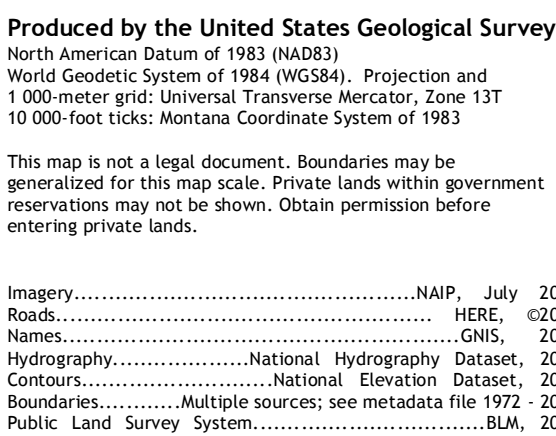 Produced by the United States Geological Survey
North American Datum of 1983 (NAD83)
World Geodetic System of 1984 (WGS84). Projection and
1 000-meter grid: Universal Transverse Mercator, Zone 13T
10 000-foot ticks: Montana Coordinate System of 1983
This map is not a legal document. Boundaries may be
generalized for this map scale. Private lands within government
reservations may not be shown. Obtain permission before
entering private lands.
Imagery.............................................NAIP, July 20
Roads............................................... HERE, ©20
Names...................................................GNIS, 20
Hydrography...................National Hydrography Dataset, 20
Contours..........................National Elevation Dataset, 20
Boundaries...........Multiple sources; see metadata file 1972 - 20
Public Land Survey System...............................BLM, 20